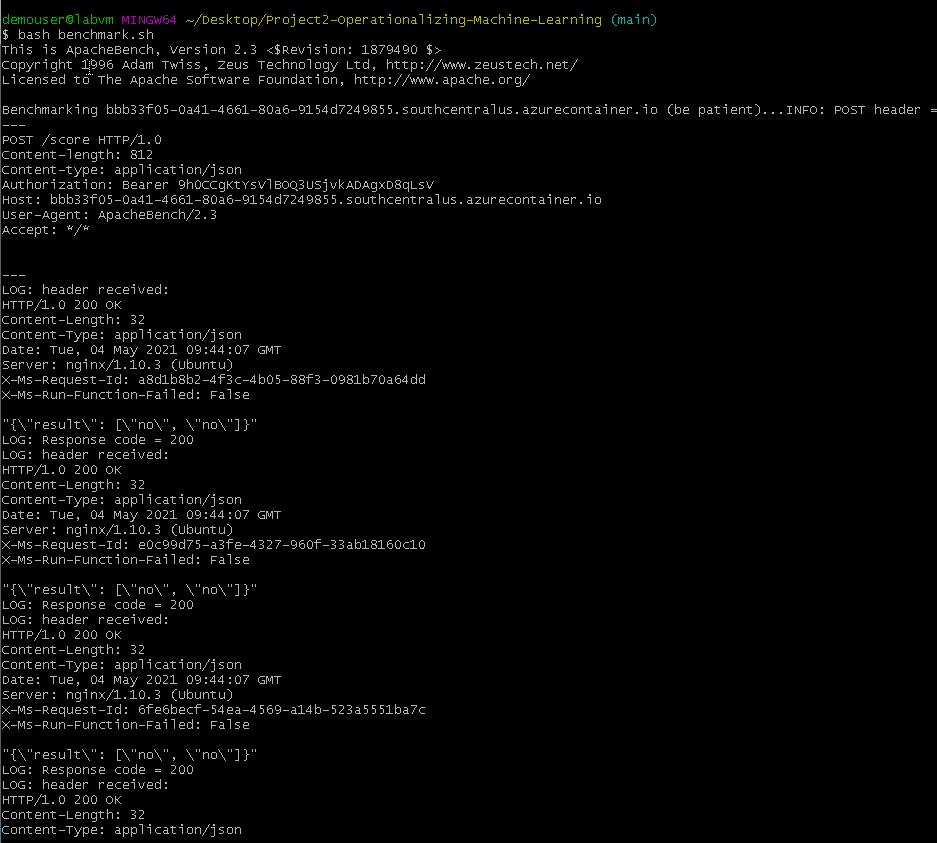 demouser@labvm MINGW64 ~/Desktop/Project2-Operationalizing-Machine-Learning (main)
$ bash benchmark.sh
This is ApacheBench, Version 2.3 <$Revision: 1879490 $>
Copyright 1996 Adam Twiss, Zeus Technology Ltd, http://www.zeustech.net/
Licensed to The Apache Software Foundation, http://www.apache.org/
Benchmarking bbb33f05-0a41-4661-80a6-9154d7249855.southcentralus.azurecontainer.io (be patient)...INFO: POST header =
---
POST /score HTTP/1.0
Content-length: 812
Content-type: application/json
Authorization: Bearer 9hOCCgKtYsVlBOQ3USjvkADAgxD8qLsV
Host: bbb33f05-0a41-4661-80a6-9154d7249855.southcentralus.azurecontainer.io
User-Agent: ApacheBench/2.3
Accept: */*
---
LOG: header received:
HTTP/1.0 200 OK
Content-Length: 32
Content-Type: application/json
Date: Tue, 04 May 2021 09:44:07 GMT
Server: nginx/1.10.3 (Ubuntu)
X-Ms-Request-Id: a8d1b8b2-4f3c-4b05-88f3-0981b70a64dd
X-Ms-Run-Function-Failed: False
"{\"result\": [\"no\", \"no\"]}"
LOG: Response code = 200
LOG: header received:
HTTP/1.0 200 OK
Content-Length: 32
Content-Type: application/json
Date: Tue, 04 May 2021 09:44:07 GMT
Server: nginx/1.10.3 (Ubuntu)
X-Ms-Request-Id: e0c99d75-a3fe-4327-960f-33ab18160c10
X-Ms-Run-Function-Failed: False
"{\"result\": [\"no\", \"no\"]}"
LOG: Response code = 200
LOG: header received:
HTTP/1.0 200 OK
Content-Length: 32
Content-Type: application/json
Date: Tue, 04 May 2021 09:44:07 GMT
Server: nginx/1.10.3 (Ubuntu)
X-Ms-Request-Id: 6fe6becf-54ea-4569-a14b-523a5551ba7c
X-Ms-Run-Function-Failed: False
"{\"result\": [\"no\", \"no\"]}"
LOG: Response code = 200
LOG: header received:
HTTP/1.0 200 OK
Content-Length: 32
Content-Type: application/json